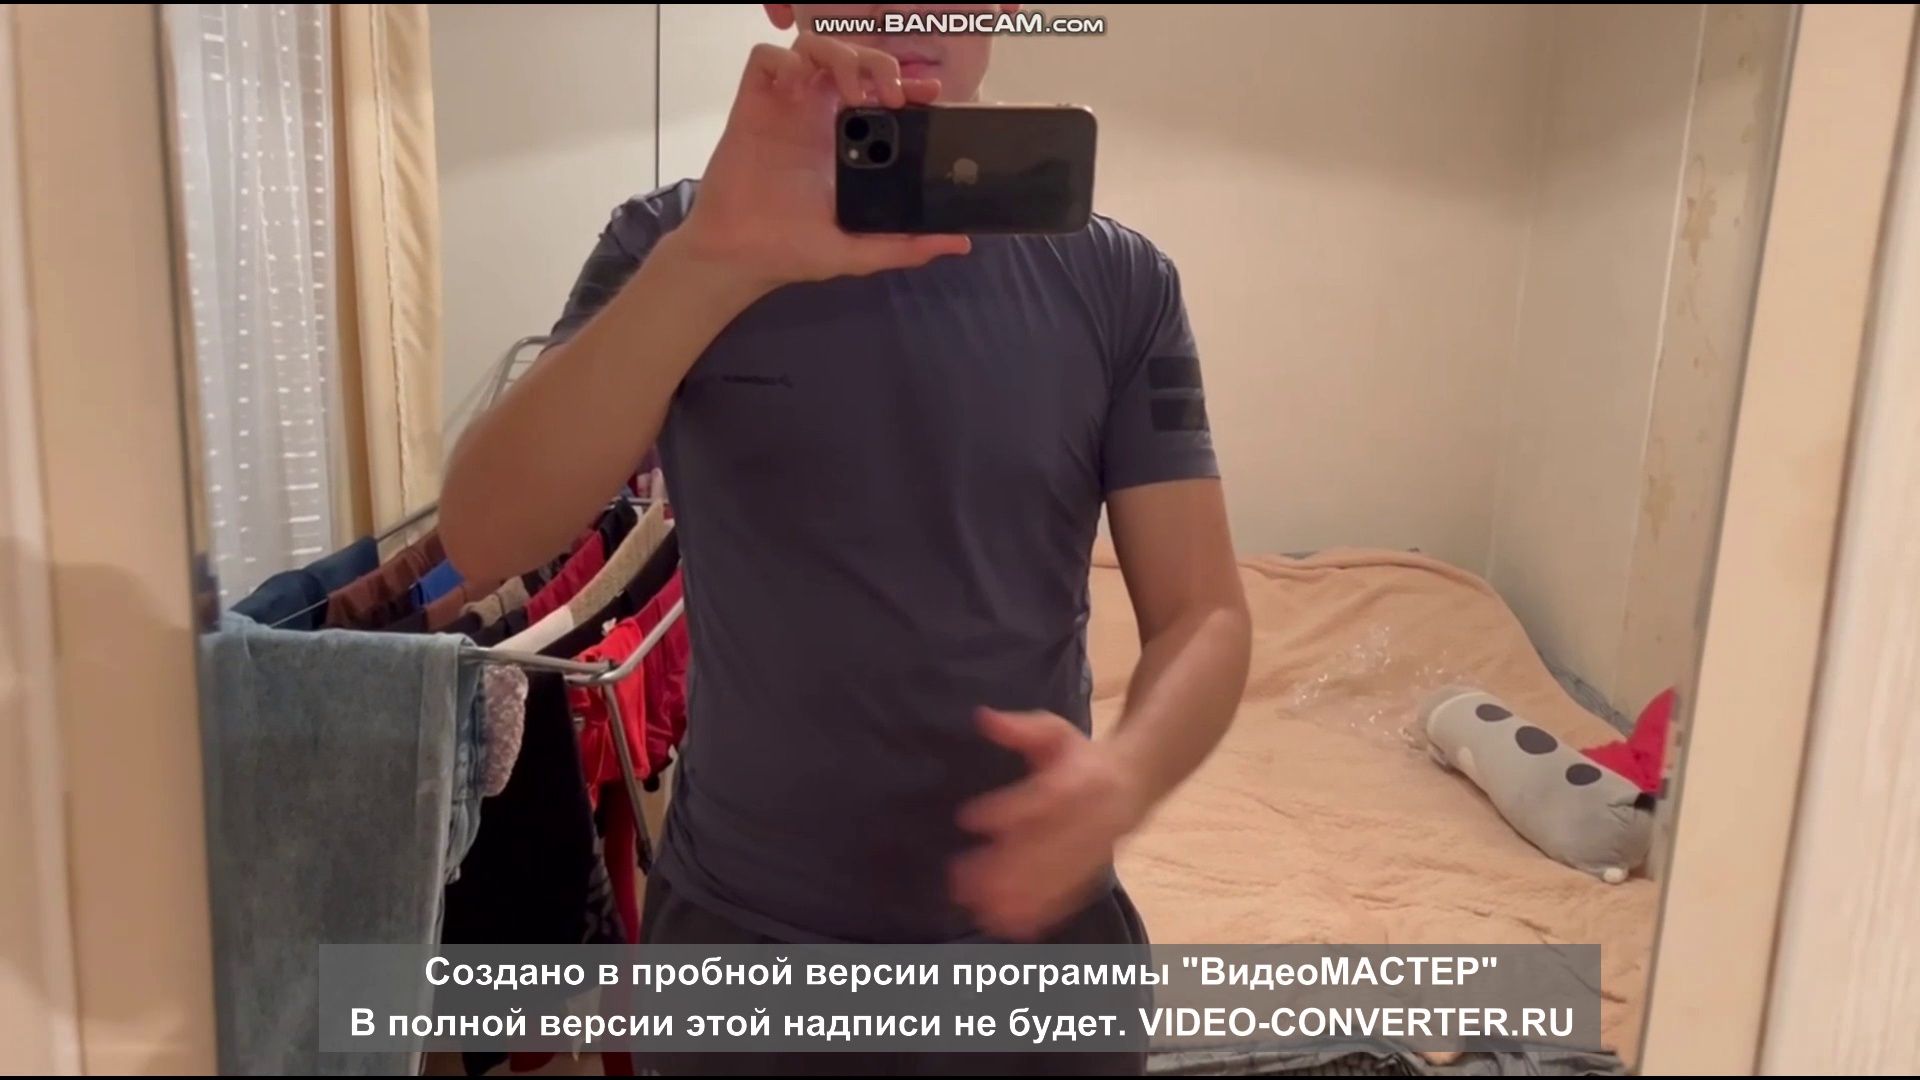 www.BANDICAM.com
Создано в пробной версии программы "ВидеоМАСТЕР"
В полной версии этой надписи не будет. VIDEO-CONVERTER.RU